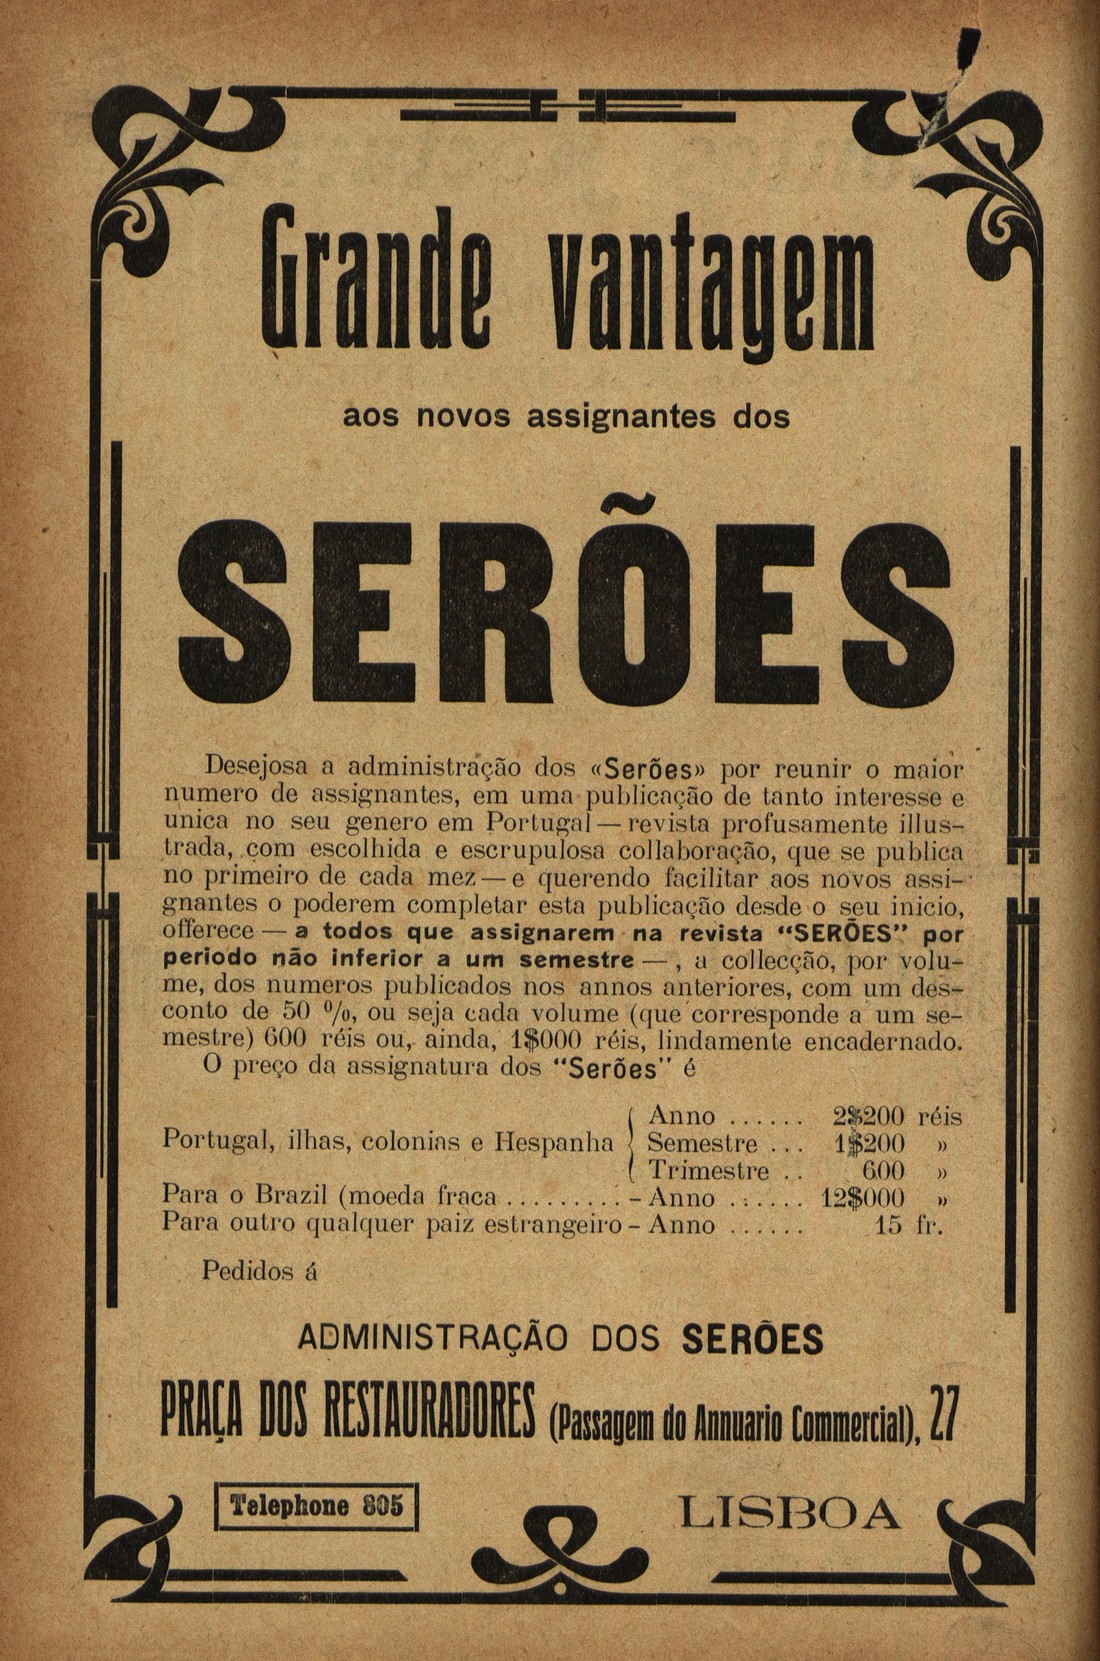 Grande vantagem
aos novos assignantes dos
SERÕES
Desejosa a administração dos «Serões» por reunir o maior
numero de assignantes, em uma publicação de tanto interesse e
unica no seu genero em Portugal — revista profusamente illus-
trada, com escolhida e escrupulosa collaboração, que se publica
no primeiro de cada mez — e querendo facilitar aos novos assi-
gnantes o poderem completar esta publicação desde o seu inicio,
offerece — a todos que assignarem na revista “SERÕES” por
periodo não inferior a um semestre — , a collecção, por volu-
me, dos numeros publicados nos annos anteriores, com um des-
conto de 50 %, ou seja cada volume (que corresponde a um se-
mestre) 600 réis ou, ainda, 1$000 réis, lindamente encadernado.
O preço da assignatura dos “Serões” é
Anno ...... 2$200 réis
Portugal, ilhas, colonias e Hespanha { Semestre ... 1$200 »
Trimestre .. 600 »
Para o Brazil (moeda fraca ......... – Anno ...... 12$000 »
Para outro qualquer paiz estrangeiro – Anno ...... 15 fr.
Pedidos á
ADMINISTRAÇÃO DOS SERÕES
PRAÇA DOS RESTAURADORES (Passagem do Annuario Commercial), 27
Telephone 805 LISBOA